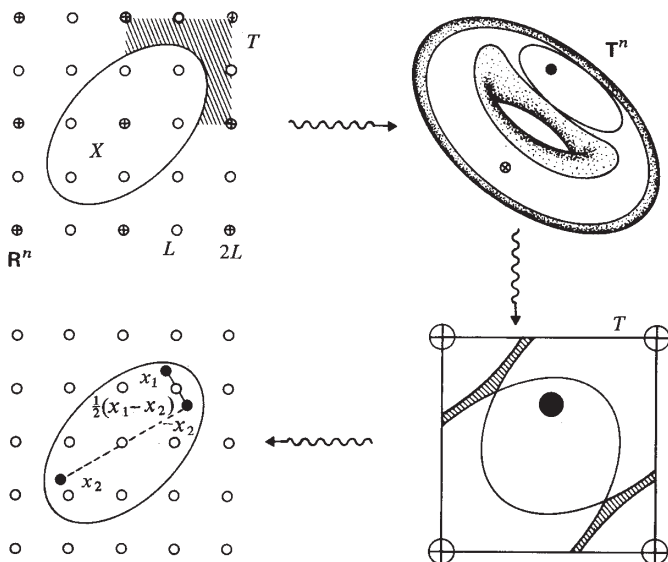 T
X
R^n
L
2L
T^n
T
x_1
½(x_1 – x_2)
–x_2
x_2